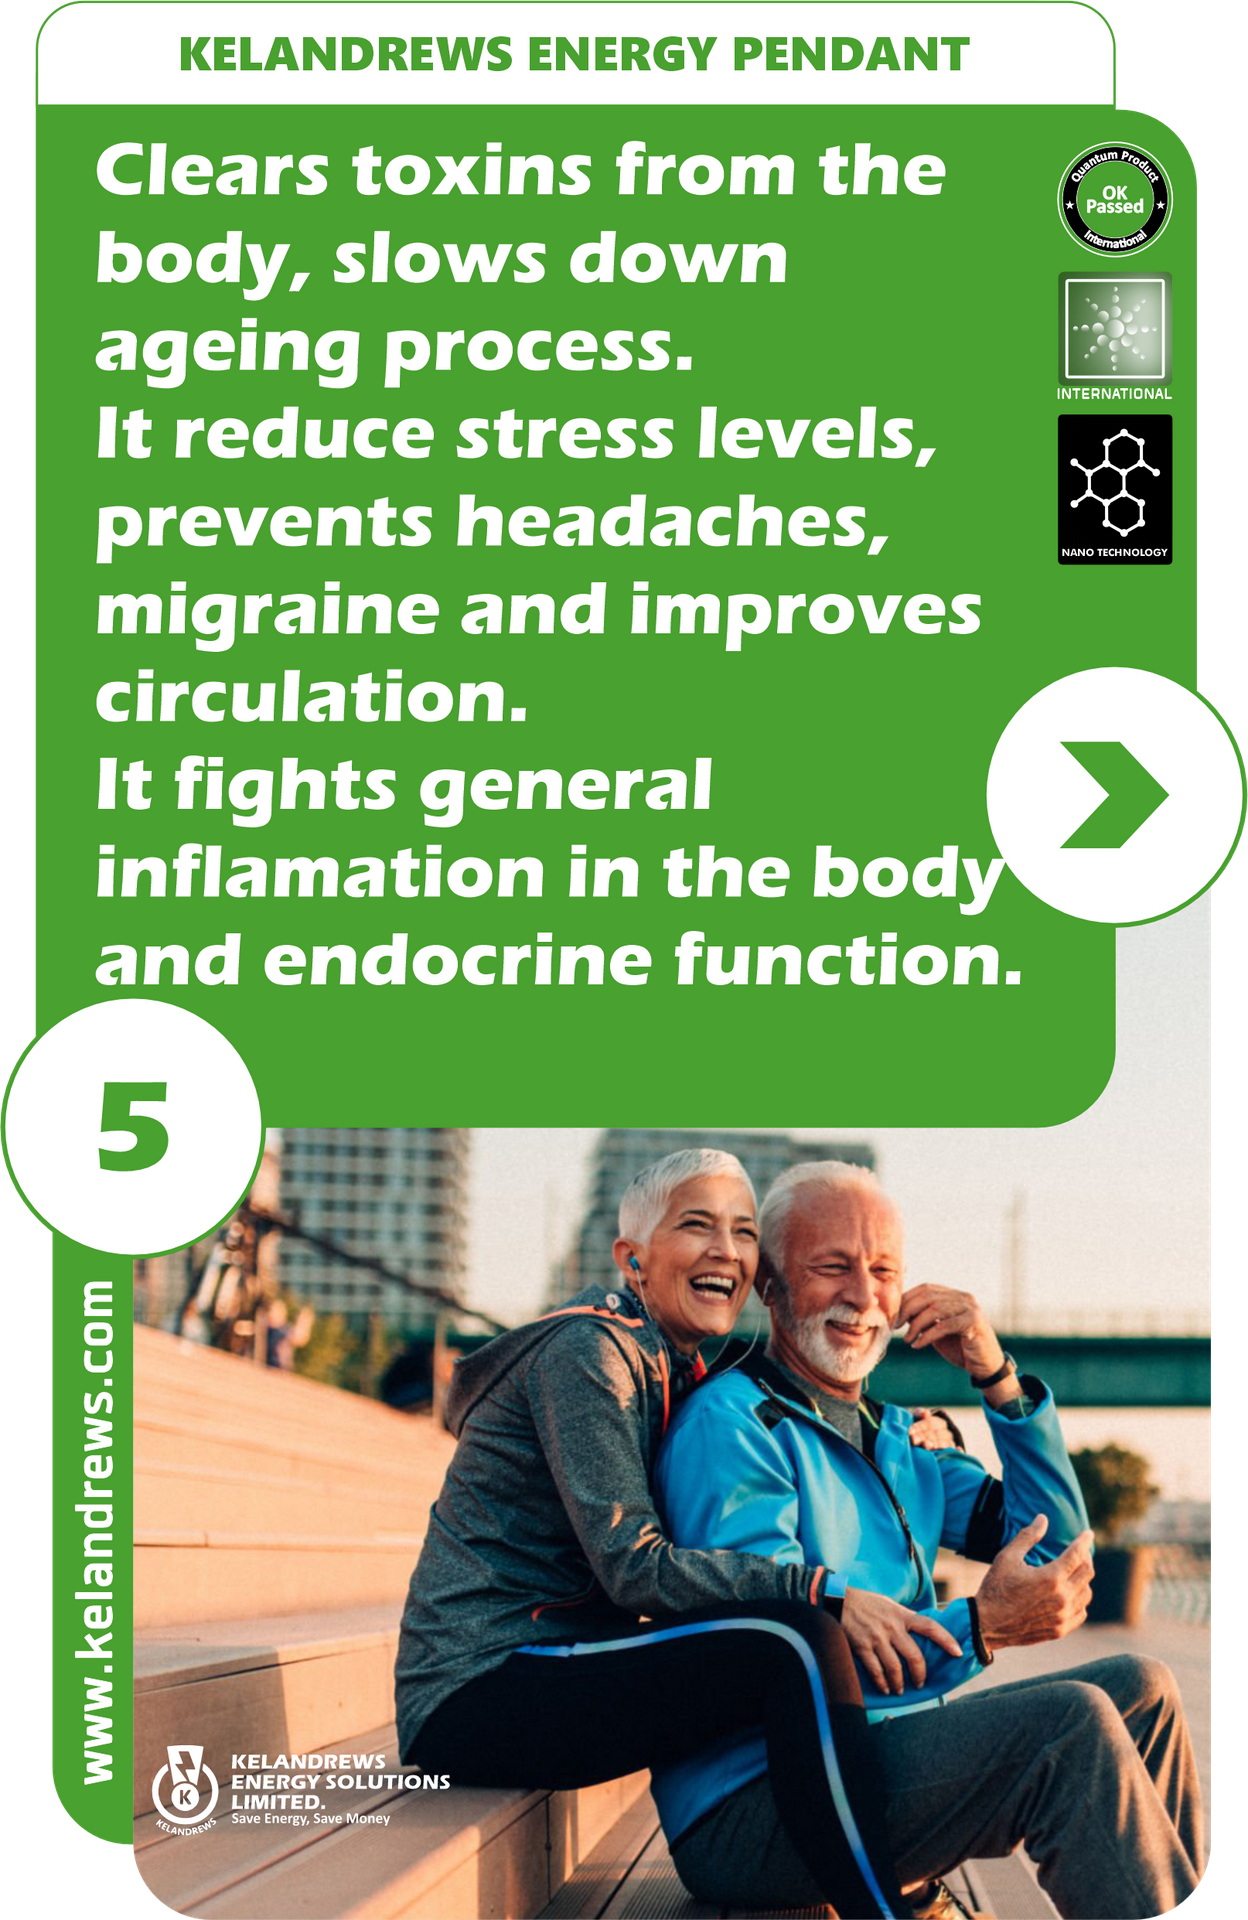 KELANDREWS ENERGY PENDANT
Clears toxins from the
body, slows down
ageing process.
It reduce stress levels,
prevents headaches,
migraine and improves
circulation.
It fights general
inflamation in the body
and endocrine function.
Quantum Product
OK
Passed
International
INTERNATIONAL
NANO TECHNOLOGY
5
www.kelandrews.com
K
KELANDREWS
KELANDREWS
ENERGY SOLUTIONS
LIMITED.
Save Energy, Save Money